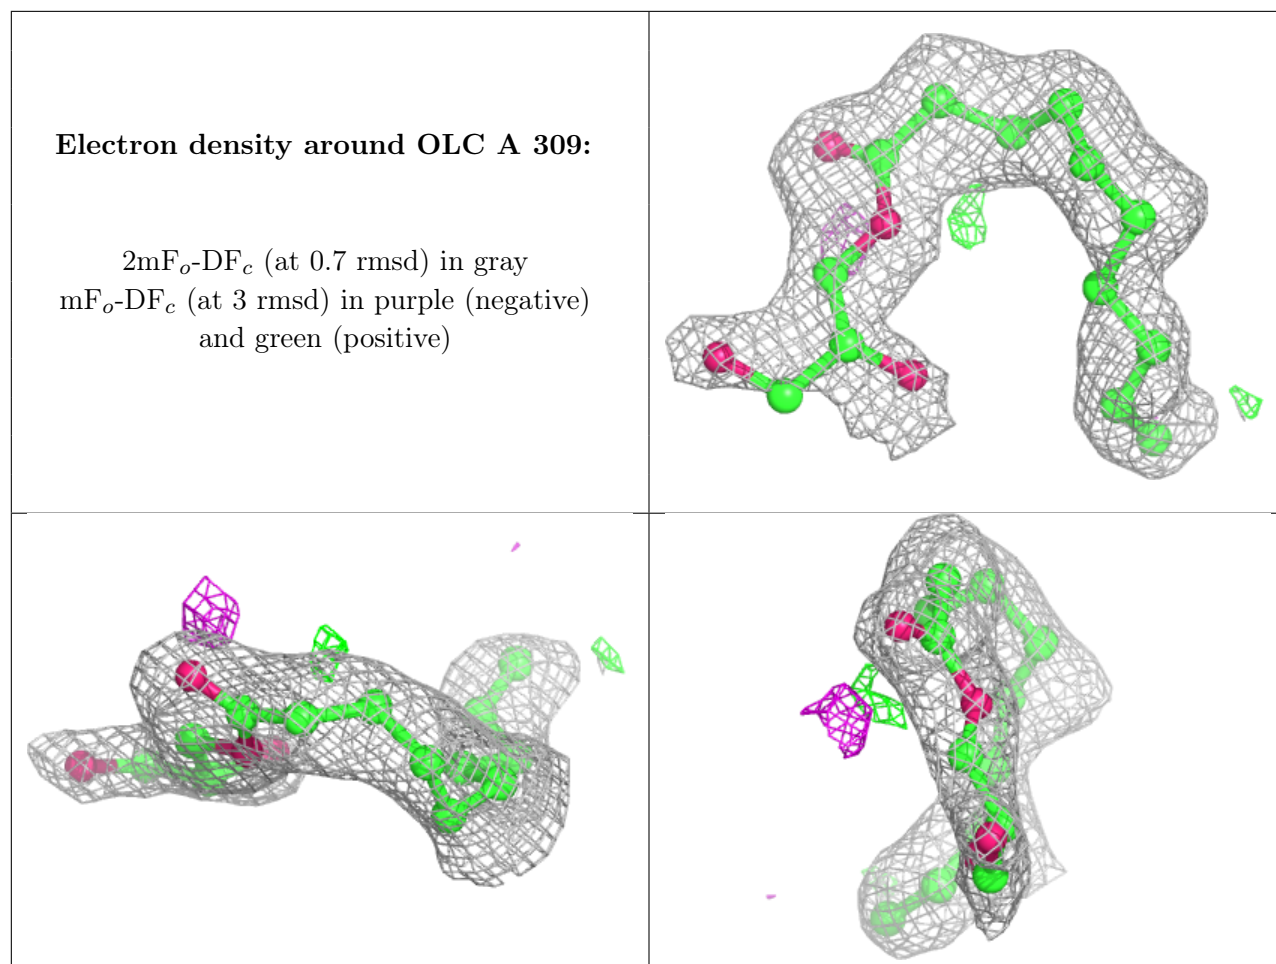 Electron density around OLC A 309:
2mFo-DFc (at 0.7 rmsd) in gray
mFo-DFc (at 3 rmsd) in purple (negative)
and green (positive)